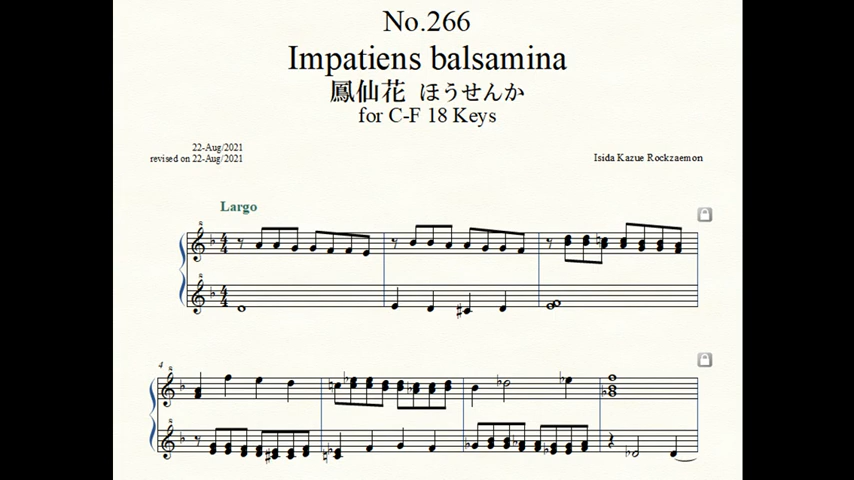 No.266
Impatiens balsamina
鳳仙花 ほうせんか
for C-F 18 Keys
22-Aug/2021
revised on 22-Aug/2021
Isida Kazue Rockzaemon
Largo
4